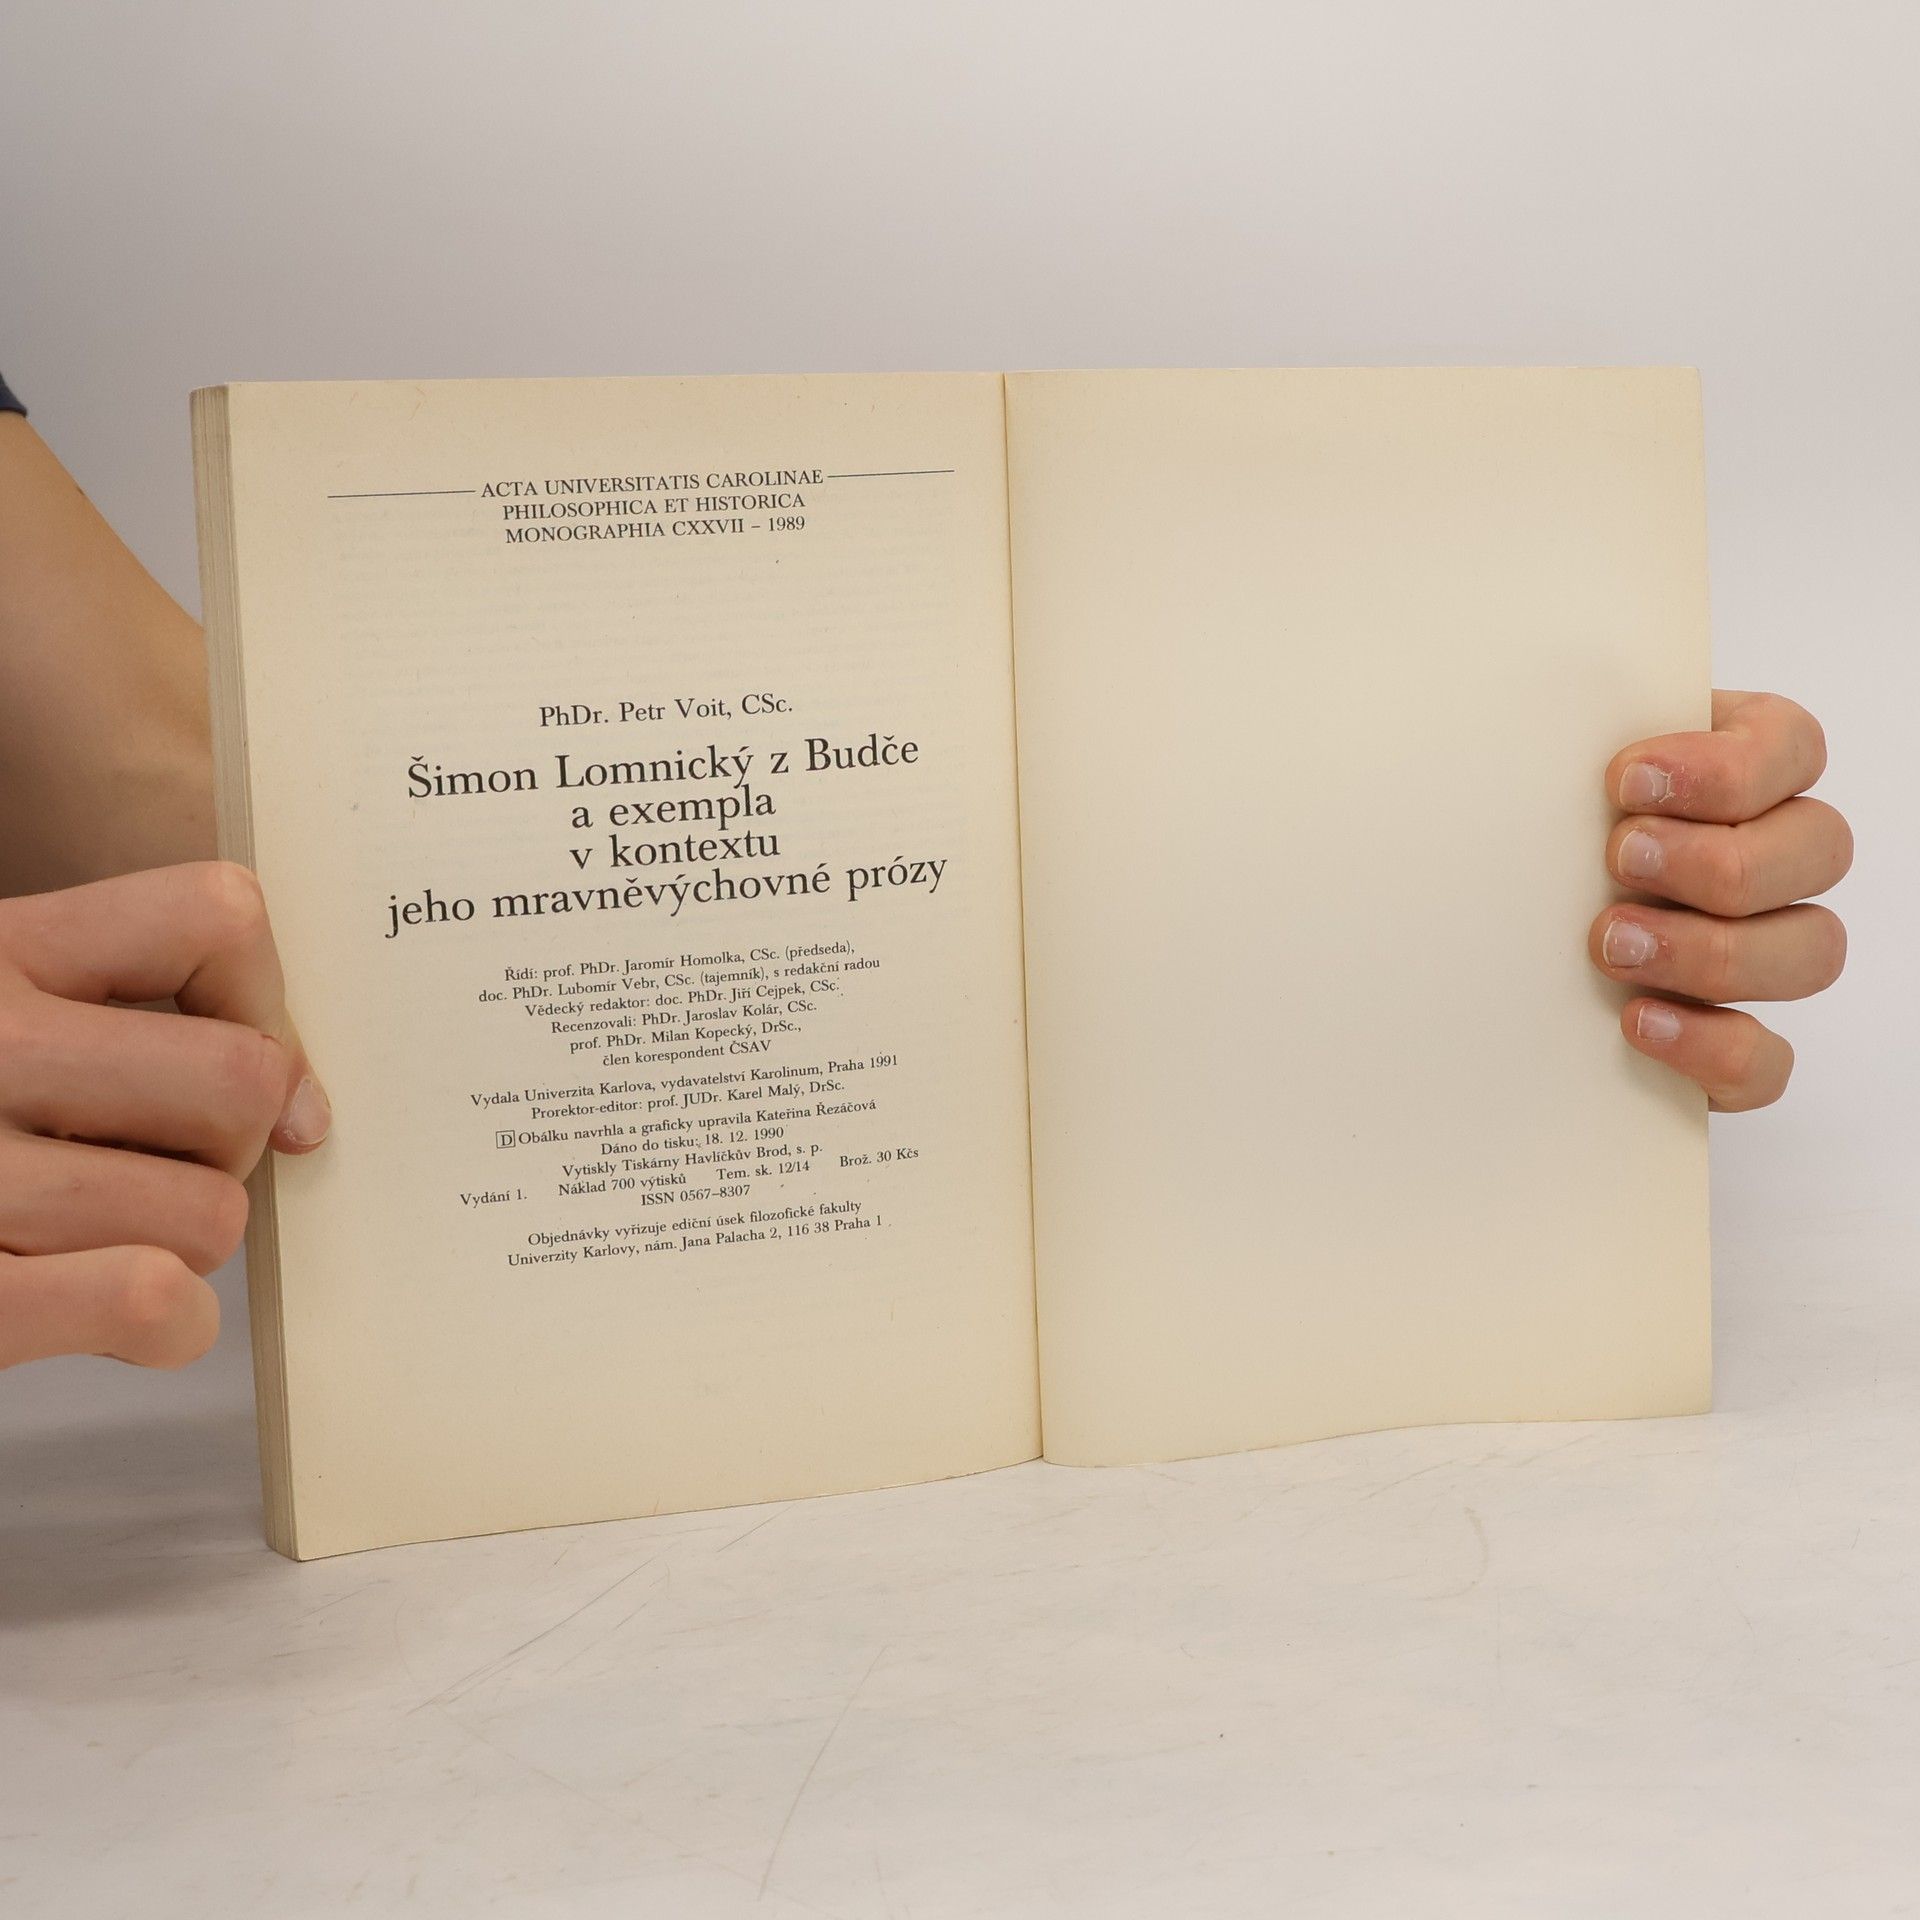 ACTA UNIVERSITATIS CAROLINAE
PHILOSOPHICA ET HISTORICA
MONOGRAPHIA CXXVII – 1989
PhDr. Petr Voit, CSc.
Šimon Lomnický z Budče
a exempla
v kontextu
jeho mravněvýchovné prózy
Řídí: prof. PhDr. Jaromír Homolka, CSc. (předseda),
doc. PhDr. Lubomír Vebr, CSc. (tajemník), s redakční radou
Vědecký redaktor: doc. PhDr. Jiří Cejpek, CSc.
Recenzovali: PhDr. Jaroslav Kolár, CSc.
prof. PhDr. Milan Kopecký, DrSc.,
člen korespondent ČSAV
Vydala Univerzita Karlova, vydavatelství Karolinum, Praha 1991
Prorektor-editor: prof. JUDr. Karel Malý, DrSc.
D Obálku navrhla a graficky upravila Kateřina Řezáčová
Dáno do tisku: 18. 12. 1990
Vytiskly Tiskárny Havlíčkův Brod, s. p.
Vydání 1. Náklad 700 výtisků Tem. sk. 12/14 Brož. 30 Kčs
ISSN 0567–8307
Objednávky vyřizuje ediční úsek filozofické fakulty
Univerzity Karlovy, nám. Jana Palacha 2, 116 38 Praha 1